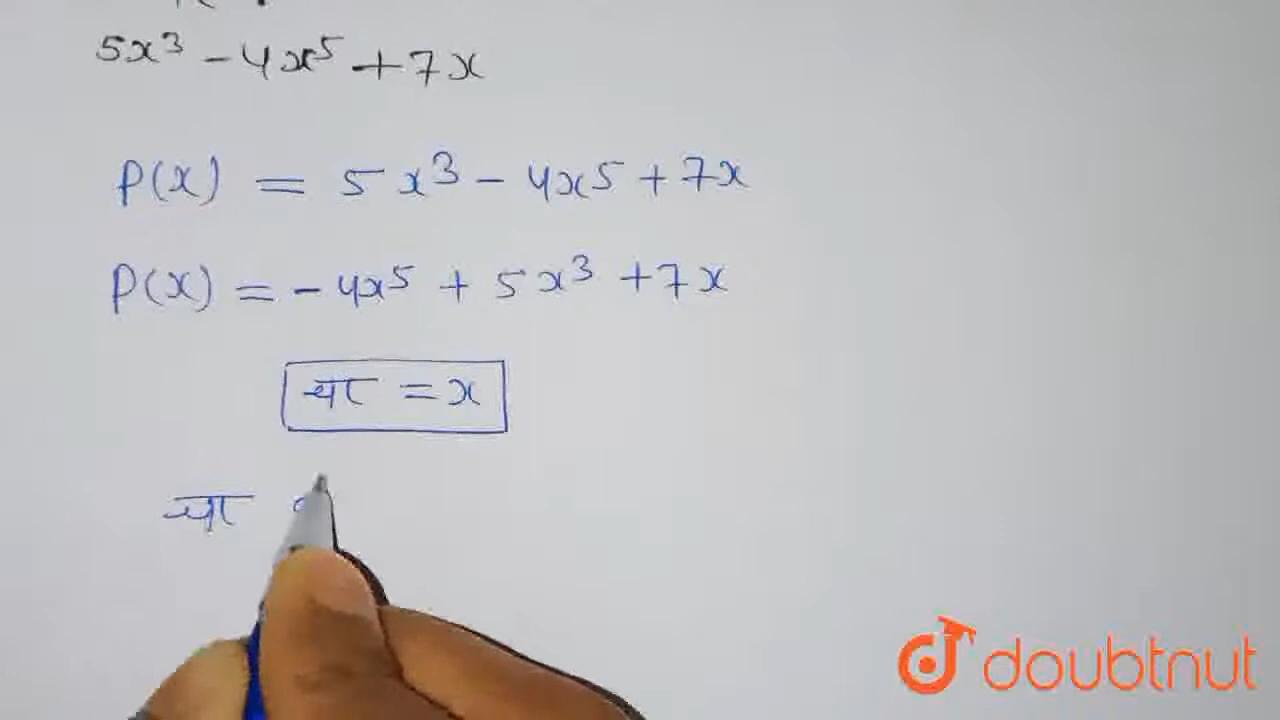 5x³ - 4x⁵ + 7x
P(x) = 5x³ - 4x⁵ + 7x
P(x) = - 4x⁵ + 5x³ + 7x
चर = x
चर
doubtnut